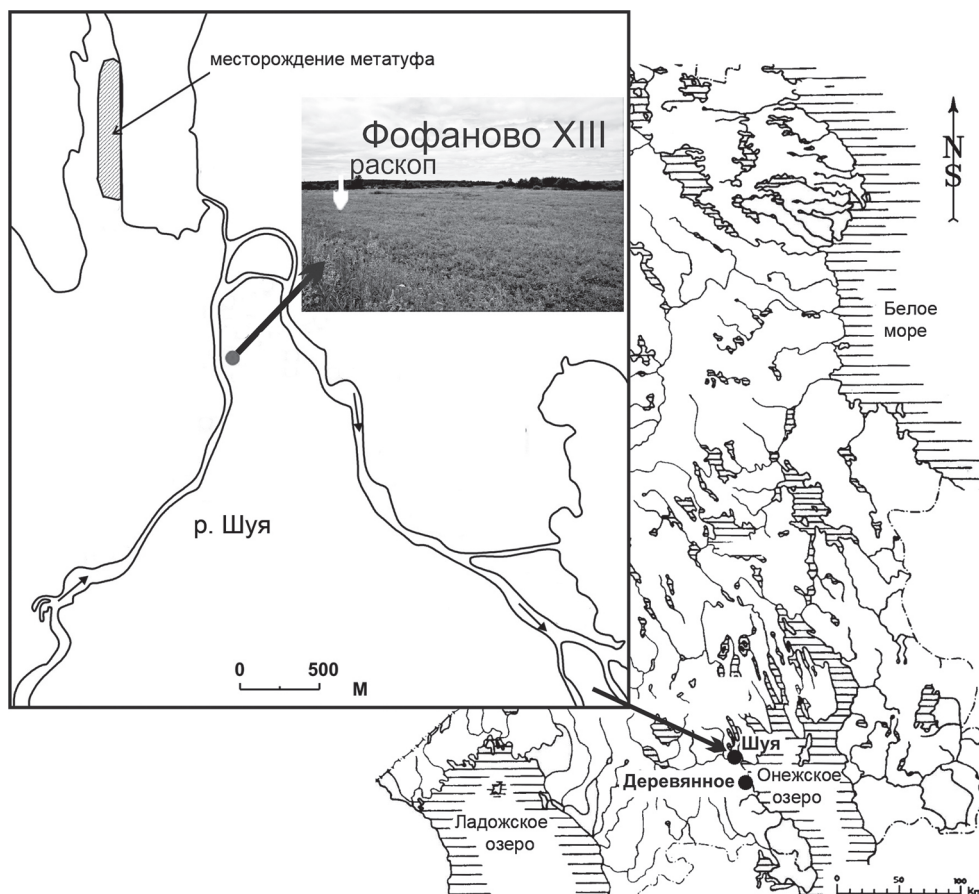 месторождение метатуфа
Фофаново XIII
раскоп
N
S
Белое
море
р. Шуя
0 500
М
Шуя
Деревянное
Онежское
озеро
Ладожское
озеро
0 50 100